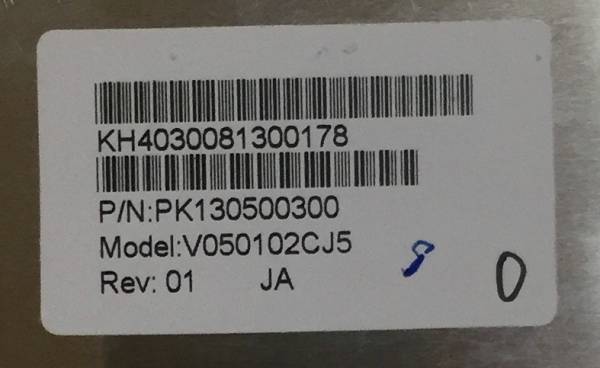 KH4030081300178
P/N:PK130500300
Model:V050102CJ5
Rev: 01 JA
0